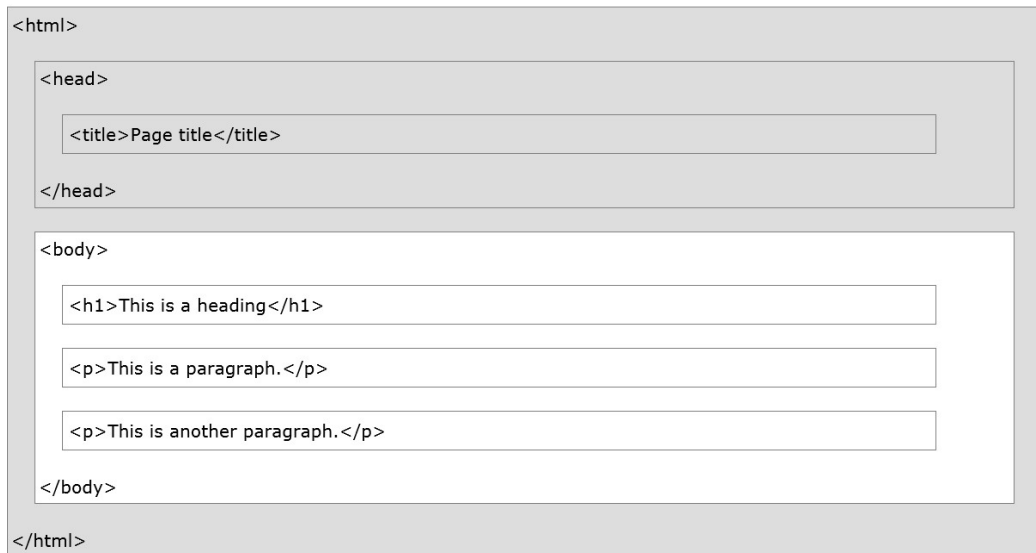 <html>
<head>
<title>Page title</title>
</head>
<body>
<h1>This is a heading</h1>
<p>This is a paragraph.</p>
<p>This is another paragraph.</p>
</body>
</html>